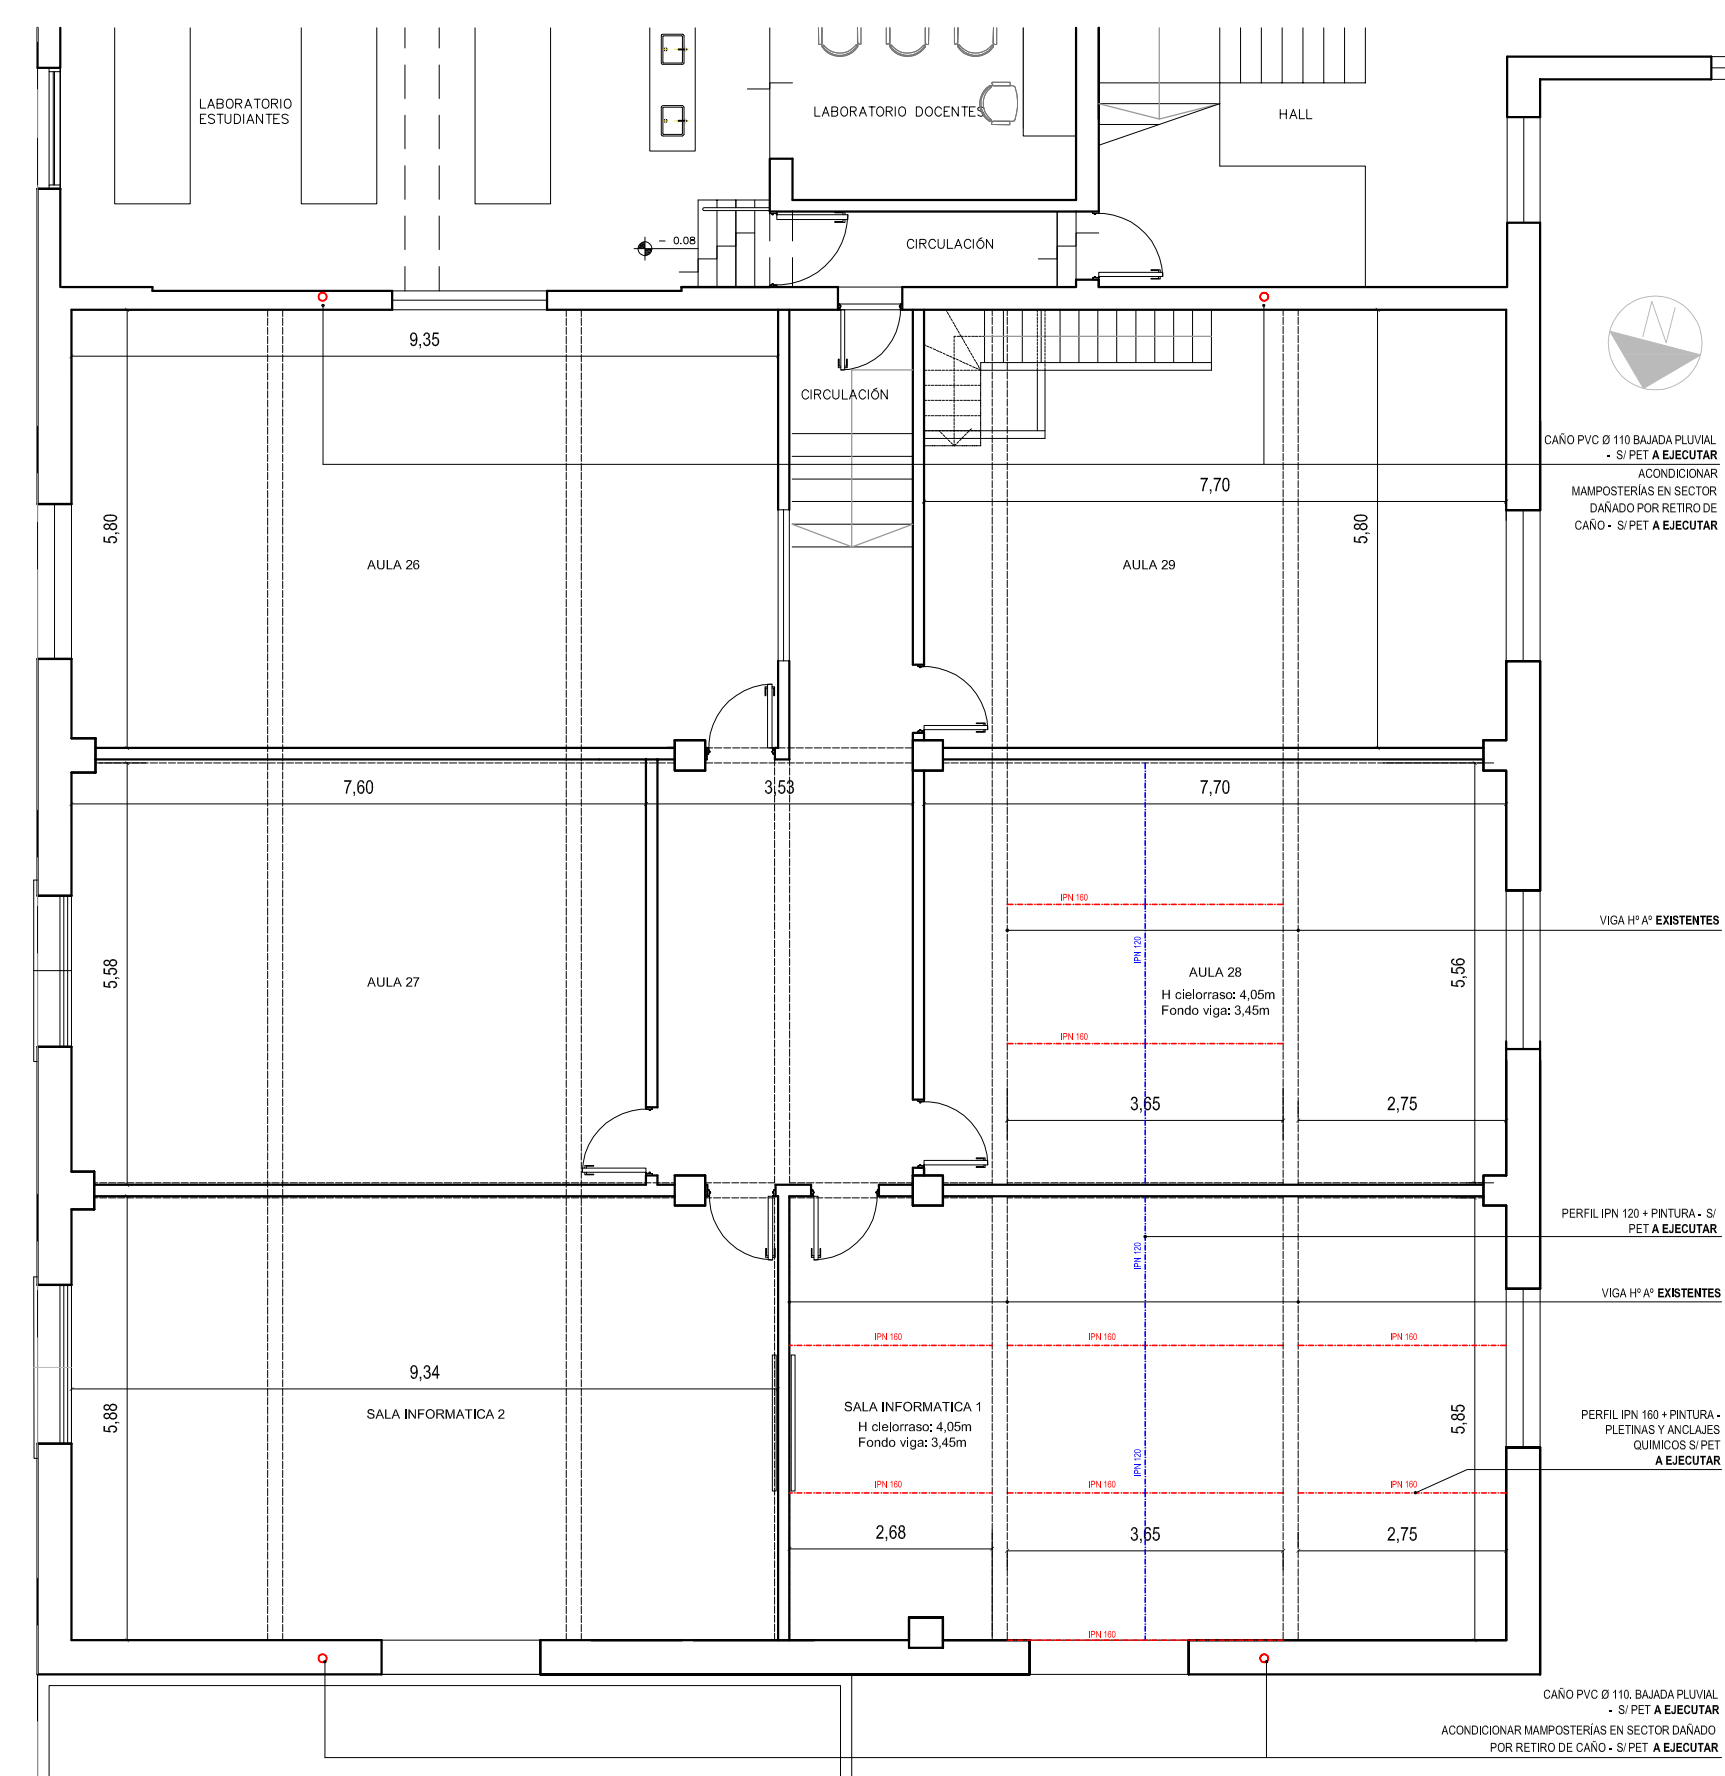 LABORATORIO
ESTUDIANTES
LABORATORIO DOCENTES
HALL
- 0.08
CIRCULACIÓN
9,35
CIRCULACIÓN
CAÑO PVC Ø 110 BAJADA PLUVIAL
- S/ PET A EJECUTAR
ACONDICIONAR
MAMPOSTERÍAS EN SECTOR
DAÑADO POR RETIRO DE
CAÑO - S/ PET A EJECUTAR
7,70
5,80
5,80
AULA 26
AULA 29
7,60
3,53
7,70
IPN 160
VIGA Hº Aº EXISTENTES
IPN 120
5,58
AULA 27
AULA 28
H cielorraso: 4,05m
Fondo viga: 3,45m
5,56
IPN 160
3,65
2,75
PERFIL IPN 120 + PINTURA - S/
PET A EJECUTAR
IPN 120
VIGA Hº Aº EXISTENTES
IPN 160
IPN 160
IPN 160
9,34
5,88
SALA INFORMATICA 2
SALA INFORMATICA 1
H cielorraso: 4,05m
Fondo viga: 3,45m
5,85
PERFIL IPN 160 + PINTURA -
PLETINAS Y ANCLAJES
QUIMICOS S/ PET
A EJECUTAR
IPN 120
IPN 160
IPN 160
IPN 160
2,68
3,65
2,75
IPN 160
CAÑO PVC Ø 110. BAJADA PLUVIAL
- S/ PET A EJECUTAR
ACONDICIONAR MAMPOSTERÍAS EN SECTOR DAÑADO
POR RETIRO DE CAÑO - S/ PET A EJECUTAR
N